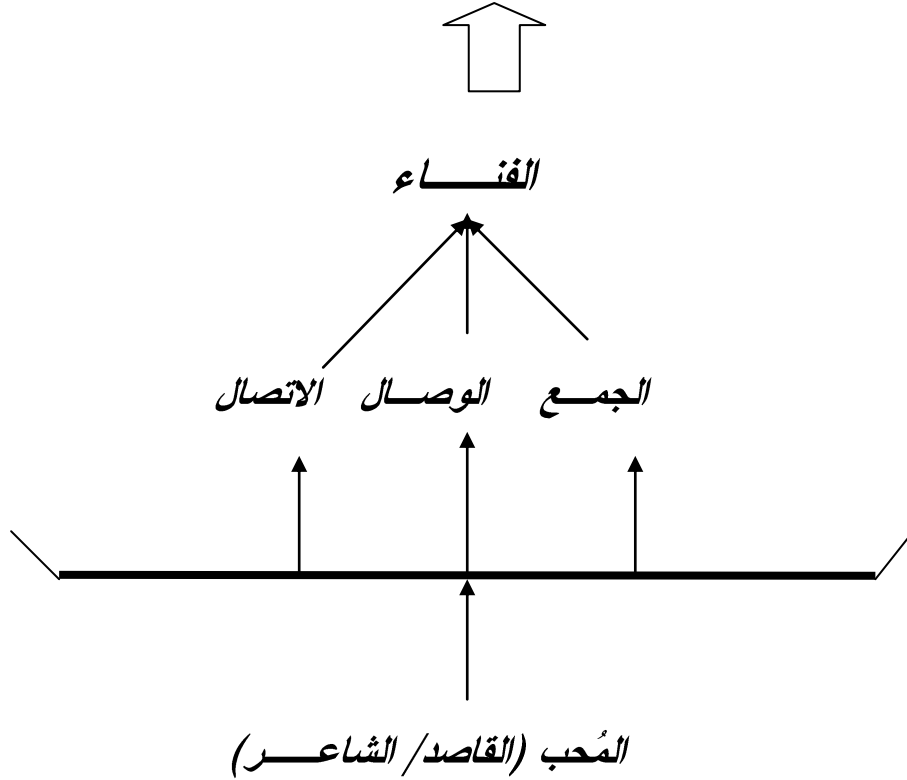 الفنـــاء
الجمـع الوصـال الاتصال
المُحب (القاصد/ الشاعـــر)